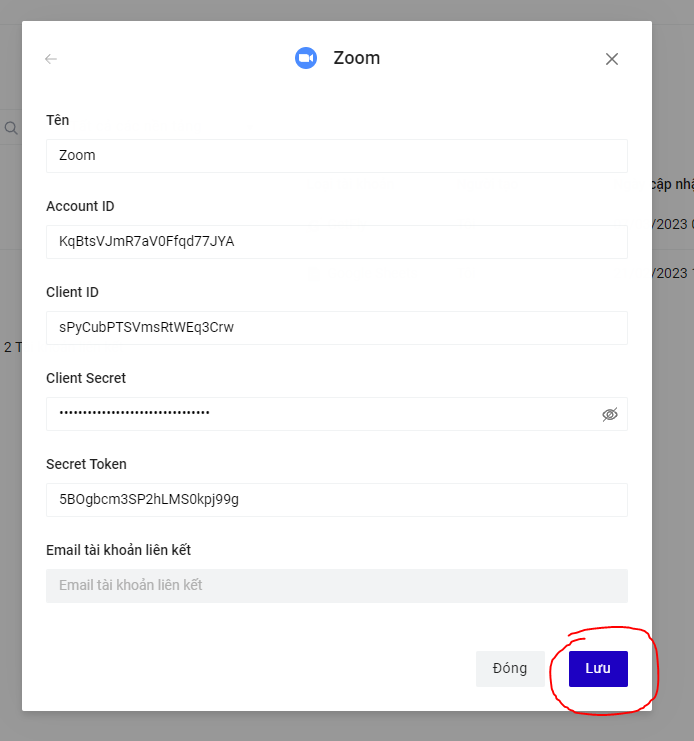 Zoom
Tên
Zoom
cập nhậ
Account ID
/2023 0
KqBtsVJmR7aV0Ffqd77JYA
/2023 1
Client ID
sPyCubPTSVmsRtWEq3Crw
2 T
Client Secret
••••••••••••••••••••••••••••••••
Secret Token
5BOgbcm3SP2hLMS0kpj99g
Email tài khoản liên kết
Email tài khoản liên kết
Đóng Lưu